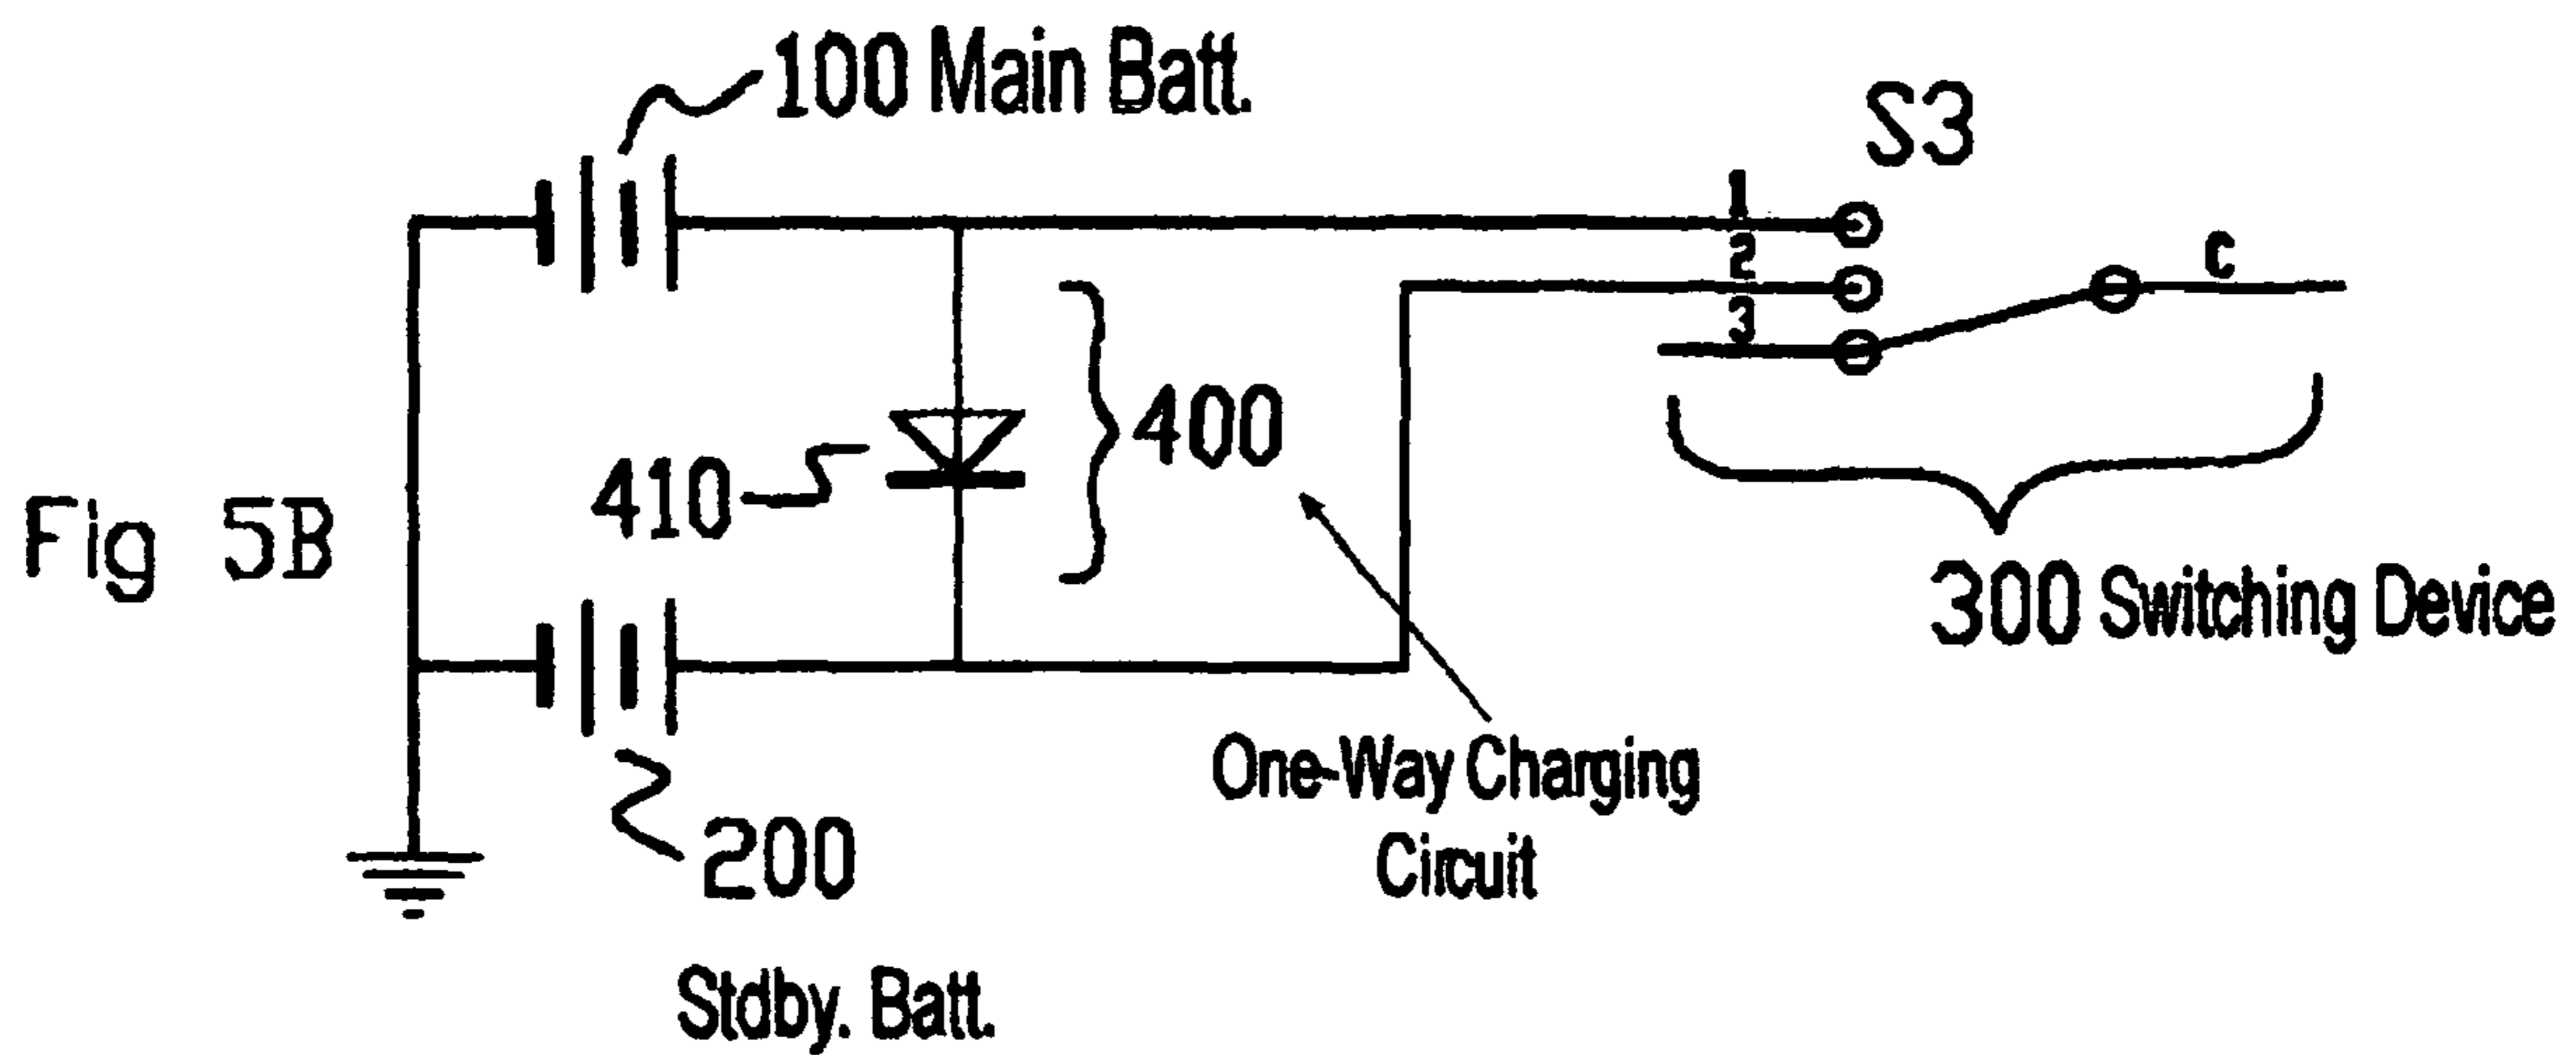 100 Main Batt.
S3
1
2
C
3
400
410
Fig 5B
300 Switching Device
One-Way Charging
Circuit
200
Stdby. Batt.